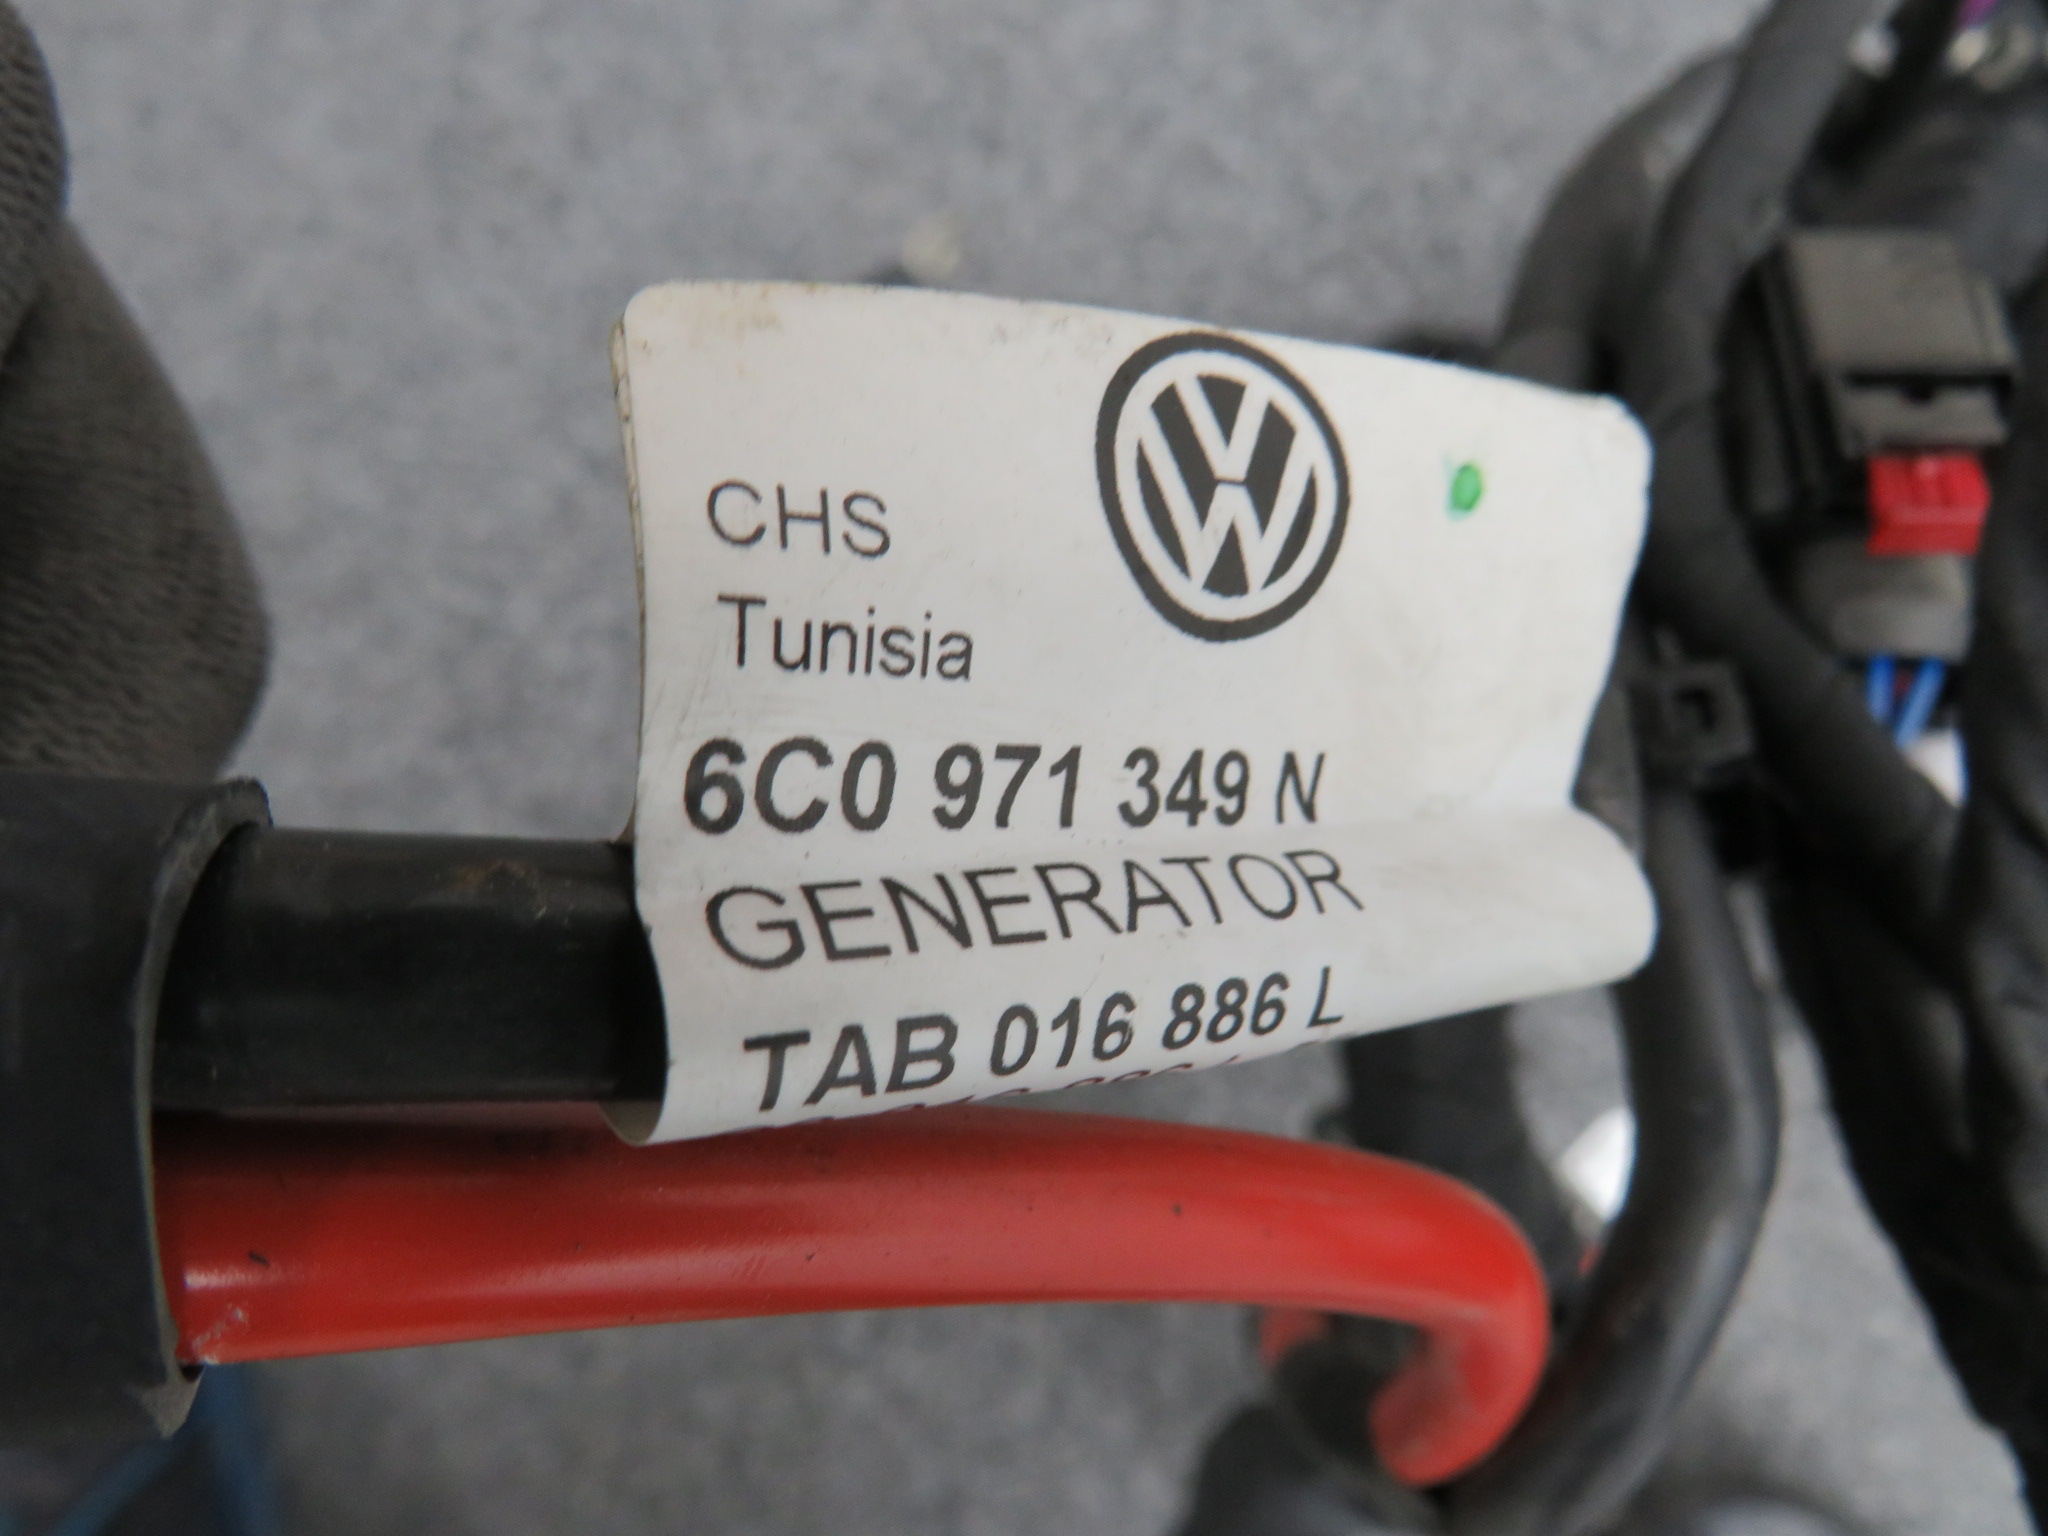 CHS
Tunisia
6C0 971 349 N
GENERATOR
TAB 016 886 L